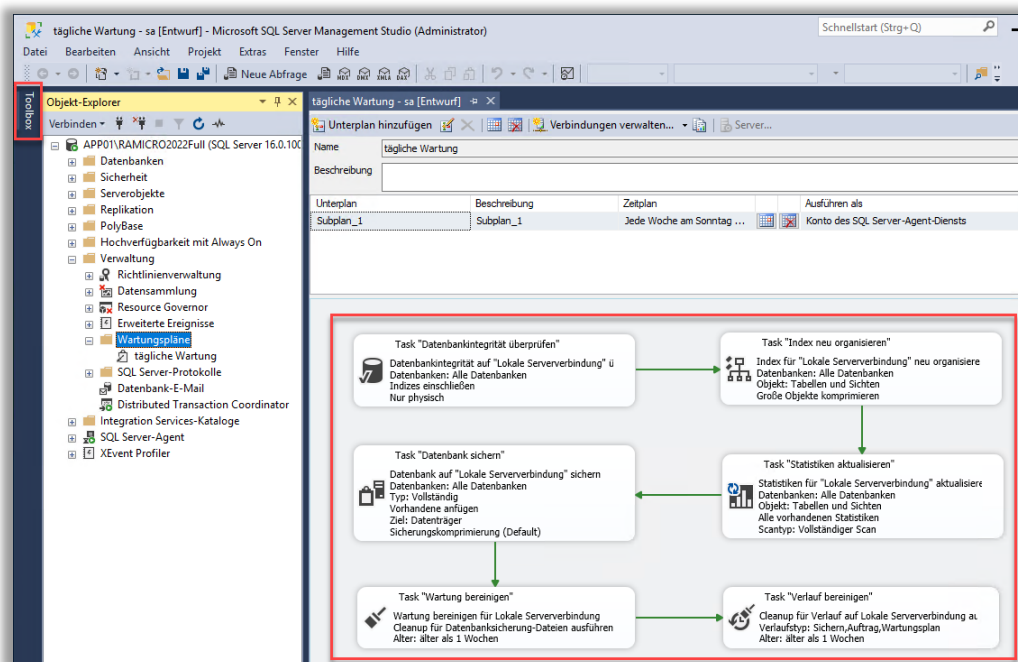 tägliche Wartung - sa [Entwurf] - Microsoft SQL Server Management Studio (Administrator)
Schnellstart (Strg+Q)
Datei Bearbeiten Ansicht Projekt Extras Fenster Hilfe
Neue Abfrage
Toolbox
Objekt-Explorer
Verbinden
APP01\RAMICRO2022Full (SQL Server 16.0.100
Datenbanken
Sicherheit
Serverobjekte
Replikation
PolyBase
Hochverfügbarkeit mit Always On
Verwaltung
Richtlinienverwaltung
Datensammlung
Resource Governor
Erweiterte Ereignisse
Wartungspläne
tägliche Wartung
SQL Server-Protokolle
Datenbank-E-Mail
Distributed Transaction Coordinator
Integration Services-Kataloge
SQL Server-Agent
XEvent Profiler
tägliche Wartung - sa [Entwurf]
Unterplan hinzufügen Verbindungen verwalten... Server...
Name tägliche Wartung
Beschreibung
Unterplan Beschreibung Zeitplan Ausführen als
Subplan_1 Subplan_1 Jede Woche am Sonntag ... Konto des SQL Server-Agent-Diensts
Task "Datenbankintegrität überprüfen"
Datenbankintegrität auf "Lokale Serververbindung" ü
Datenbanken: Alle Datenbanken
Indizes einschließen
Nur physisch
Task "Index neu organisieren"
Index für "Lokale Serververbindung" neu organisiere
Datenbanken: Alle Datenbanken
Objekt: Tabellen und Sichten
Große Objekte komprimieren
Task "Datenbank sichern"
Datenbank auf "Lokale Serververbindung" sichern
Datenbanken: Alle Datenbanken
Typ: Vollständig
Vorhandene anfügen
Ziel: Datenträger
Sicherungskomprimierung (Default)
Task "Statistiken aktualisieren"
Statistiken für "Lokale Serververbindung" aktualisiere
Datenbanken: Alle Datenbanken
Objekt: Tabellen und Sichten
Alle vorhandenen Statistiken
Scantyp: Vollständiger Scan
Task "Wartung bereinigen"
Wartung bereinigen für Lokale Serververbindung
Cleanup für Datenbanksicherung-Dateien ausführen
Alter: älter als 1 Wochen
Task "Verlauf bereinigen"
Cleanup für Verlauf auf Lokale Serververbindung au
Verlaufstyp: Sichern,Auftrag,Wartungsplan
Alter: älter als 1 Wochen